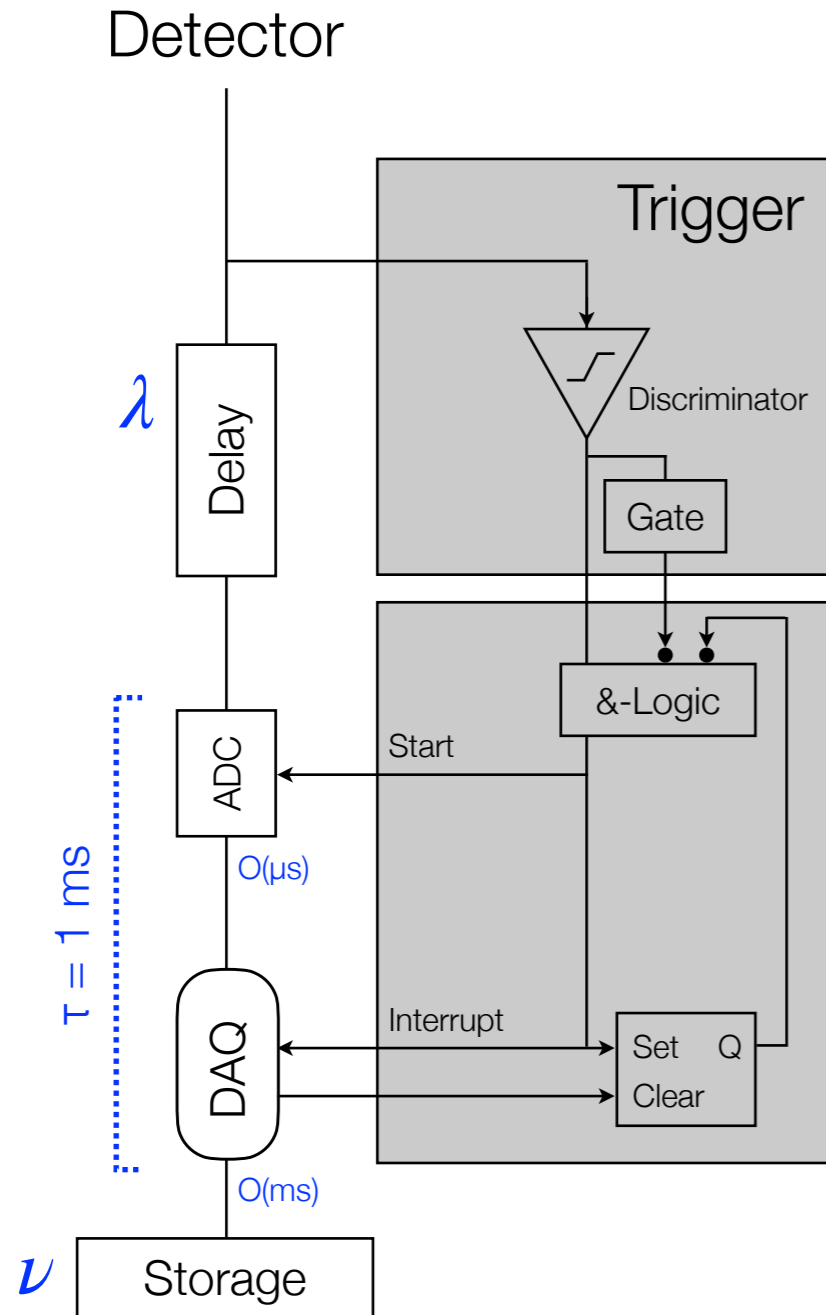 Detector
Trigger
Discriminator
λ
Delay
Gate
&-Logic
Start
ADC
O(μs)
τ = 1 ms
Interrupt
DAQ
Set Q
Clear
O(ms)
ν
Storage